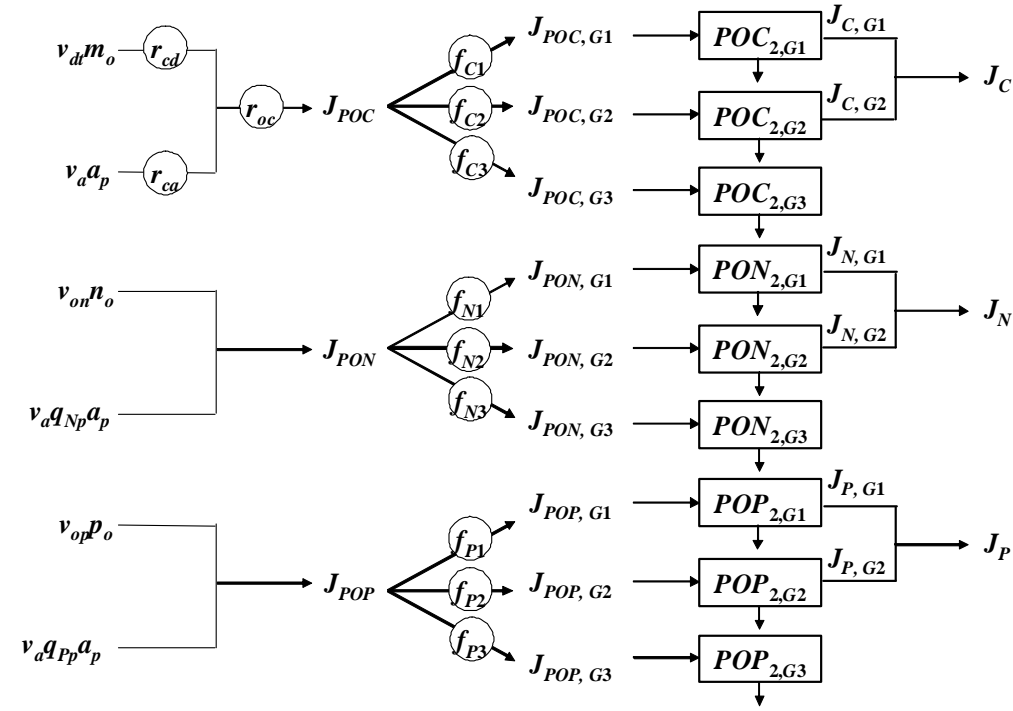 v_dt m_o r_cd f_C1 J_POC, G1 POC_2,G1 J_C, G1
r_oc J_POC f_C2 J_POC, G2 POC_2,G2 J_C, G2 J_C
v_a a_p r_ca f_C3 J_POC, G3 POC_2,G3
v_on n_o f_N1 J_PON, G1 PON_2,G1 J_N, G1
J_PON f_N2 J_PON, G2 PON_2,G2 J_N, G2 J_N
v_a q_Np a_p f_N3 J_PON, G3 PON_2,G3
v_op p_o f_P1 J_POP, G1 POP_2,G1 J_P, G1
J_POP f_P2 J_POP, G2 POP_2,G2 J_P, G2 J_P
v_a q_Pp a_p f_P3 J_POP, G3 POP_2,G3